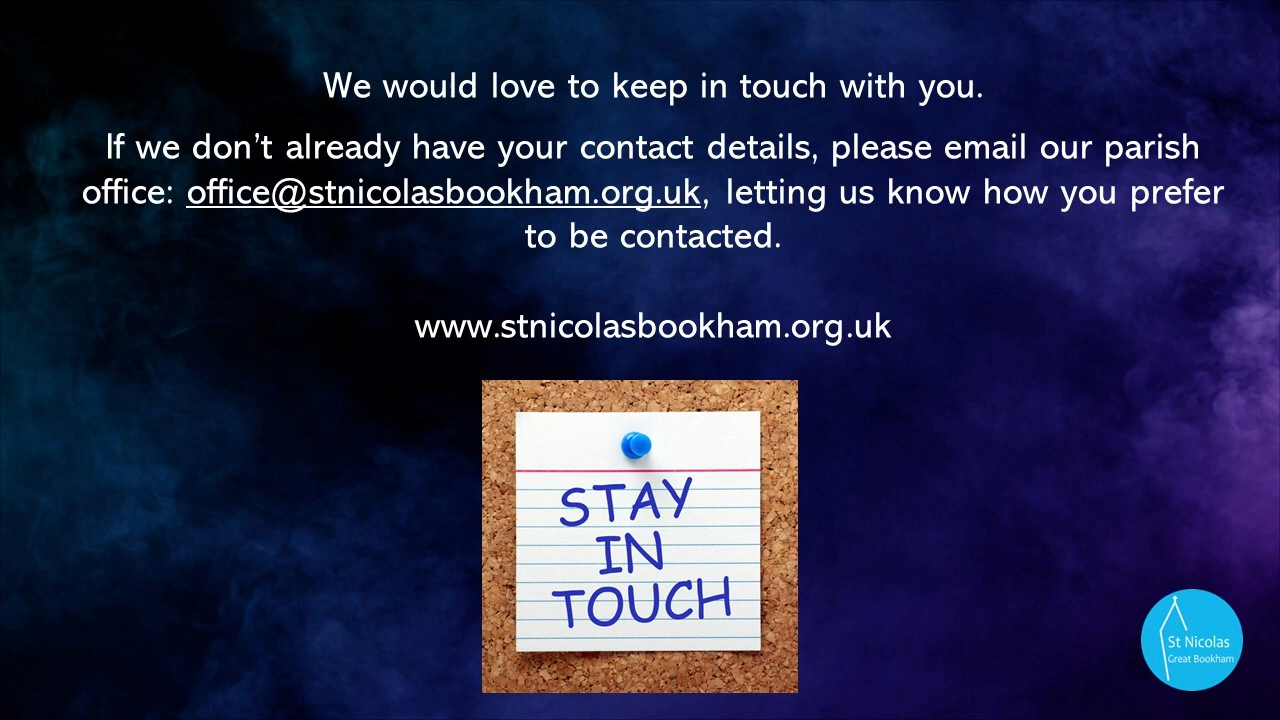 We would love to keep in touch with you.
If we don’t already have your contact details, please email our parish
office: office@stnicolasbookham.org.uk, letting us know how you prefer
to be contacted.
www.stnicolasbookham.org.uk
STAY
IN
TOUCH
St Nicolas
Great Bookham